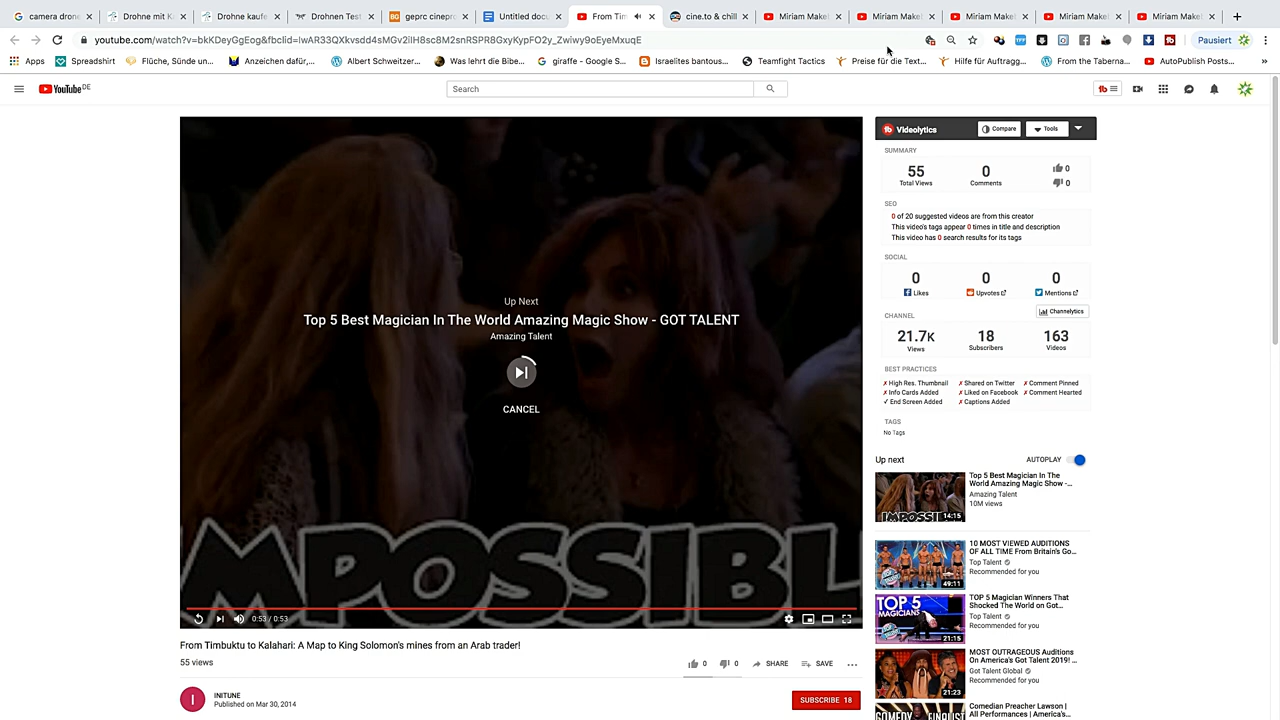 camera drone
Drohne mit K
Drohne kaufe
Drohnen Test
geprc cinepro
Untitled docu
From Tim
cine.to & chill
Miriam Makeb
Miriam Makeb
Miriam Makeb
Miriam Makeb
Miriam Makeb
youtube.com/watch?v=bkKDeyGgEog&fbclid=IwAR33QXkvsdd4sMGv2ilH8sc8M2snRSPR8GxyKypFO2y_Zwiwy9oEyeMxuqE
Pausiert
Apps
Spreadshirt
Flüche, Sünde un...
Anzeichen dafür,...
Albert Schweitzer...
Was lehrt die Bibe...
giraffe - Google S...
Israelites bantous...
Teamfight Tactics
Preise für die Text...
Hilfe für Auftragg...
From the Taberna...
AutoPublish Posts...
YouTube DE
Search
Up Next
Top 5 Best Magician In The World Amazing Magic Show - GOT TALENT
Amazing Talent
CANCEL
MPOSSIBL
0:53 / 0:53
From Timbuktu to Kalahari: A Map to King Solomon's mines from an Arab trader!
55 views
0
0
SHARE
SAVE
I
INITUNE
Published on Mar 30, 2014
SUBSCRIBE 18
Videolytics
Compare
Tools
SUMMARY
55
Total Views
0
Comments
0
0
SEO
0 of 20 suggested videos are from this creator
This video's tags appear 0 times in title and description
This video has 0 search results for its tags
SOCIAL
0
Likes
0
Upvotes
0
Mentions
CHANNEL
Channelytics
21.7K
Views
18
Subscribers
163
Videos
BEST PRACTICES
✗ High Res. Thumbnail
✗ Shared on Twitter
✗ Comment Pinned
✗ Info Cards Added
✗ Liked on Facebook
✗ Comment Hearted
✓ End Screen Added
✗ Captions Added
TAGS
No Tags
Up next
AUTOPLAY
Top 5 Best Magician In The
World Amazing Magic Show -...
Amazing Talent
10M views
14:15
10 MOST VIEWED AUDITIONS
OF ALL TIME From Britain's Go...
Top Talent
Recommended for you
49:11
TOP 5 Magician Winners That
Shocked The World on Got...
Top Talent
Recommended for you
TOP 5
MAGICIANS
21:15
MOST OUTRAGEOUS Auditions
On America's Got Talent 2019! ...
Got Talent Global
Recommended for you
21:23
Comedian Preacher Lawson |
All Performances | America's...
COMEDY FINALIST